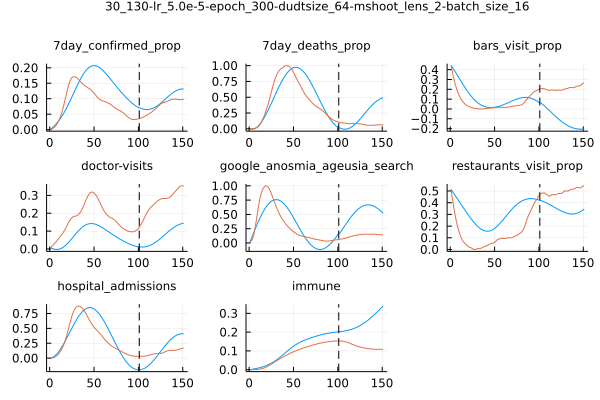 30_130-lr_5.0e-5-epoch_300-dudtsize_64-mshoot_lens_2-batch_size_16
7day_confirmed_prop 7day_deaths_prop bars_visit_prop
0.20 0.15 0.10 0.05 0.00
0 50 100 150
1.00 0.75 0.50 0.25 0.00
0 50 100 150
0.4 0.3 0.2 0.1 0.0 −0.1 −0.2
0 50 100 150
doctor-visits google_anosmia_ageusia_search restaurants_visit_prop
0.3 0.2 0.1 0.0
0 50 100 150
1.00 0.75 0.50 0.25 0.00
0 50 100 150
0.5 0.4 0.3 0.2 0.1 0.0
0 50 100 150
hospital_admissions immune
0.75 0.50 0.25 0.00
0 50 100 150
0.3 0.2 0.1 0.0
0 50 100 150